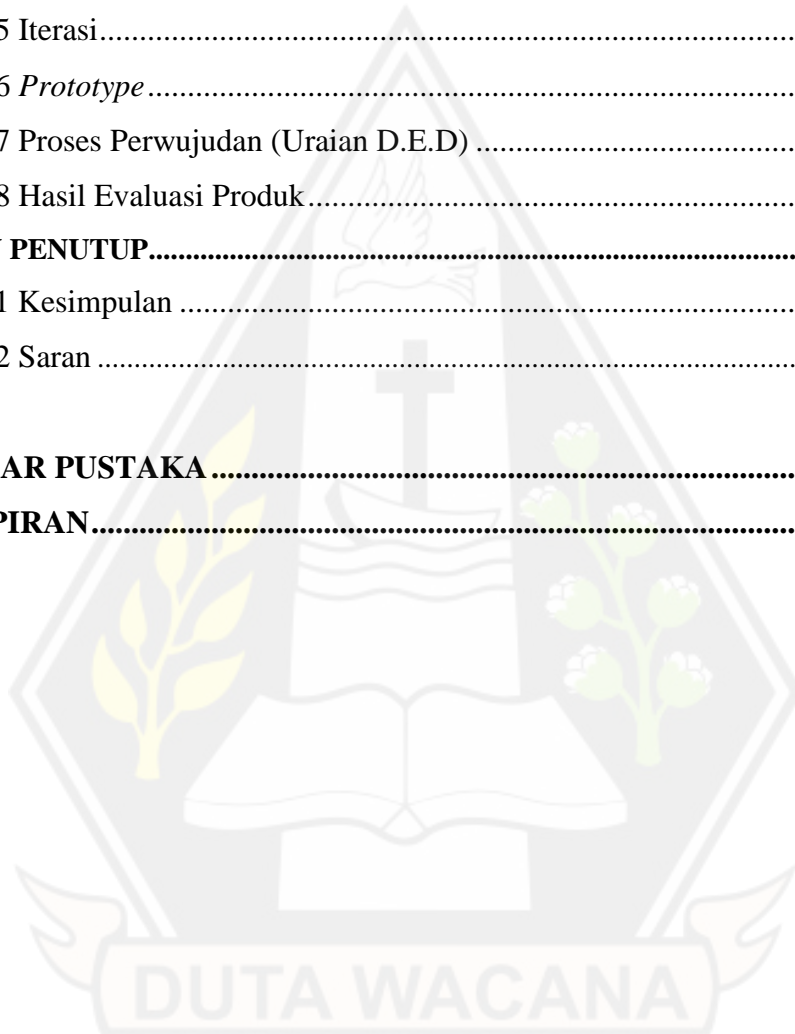 5 Iterasi..........................................................................................
6 Prototype....................................................................................
7 Proses Perwujudan (Uraian D.E.D) ............................................
8 Hasil Evaluasi Produk..................................................................
PENUTUP.......................................................................................
1 Kesimpulan .................................................................................
2 Saran ............................................................................................
AR PUSTAKA..............................................................................
PIRAN............................................................................................
DUTA WACANA